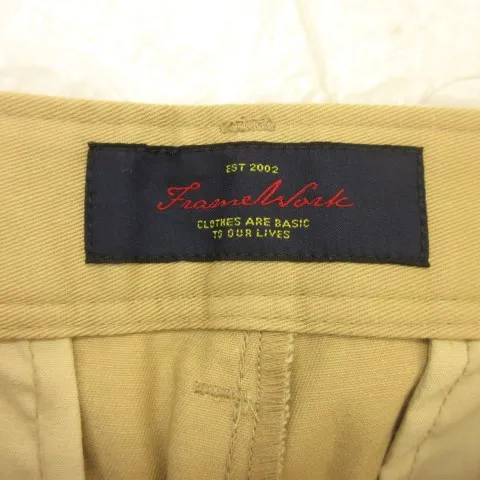 EST 2002
FrameWork
CLOTHES ARE BASIC
TO OUR LIVES